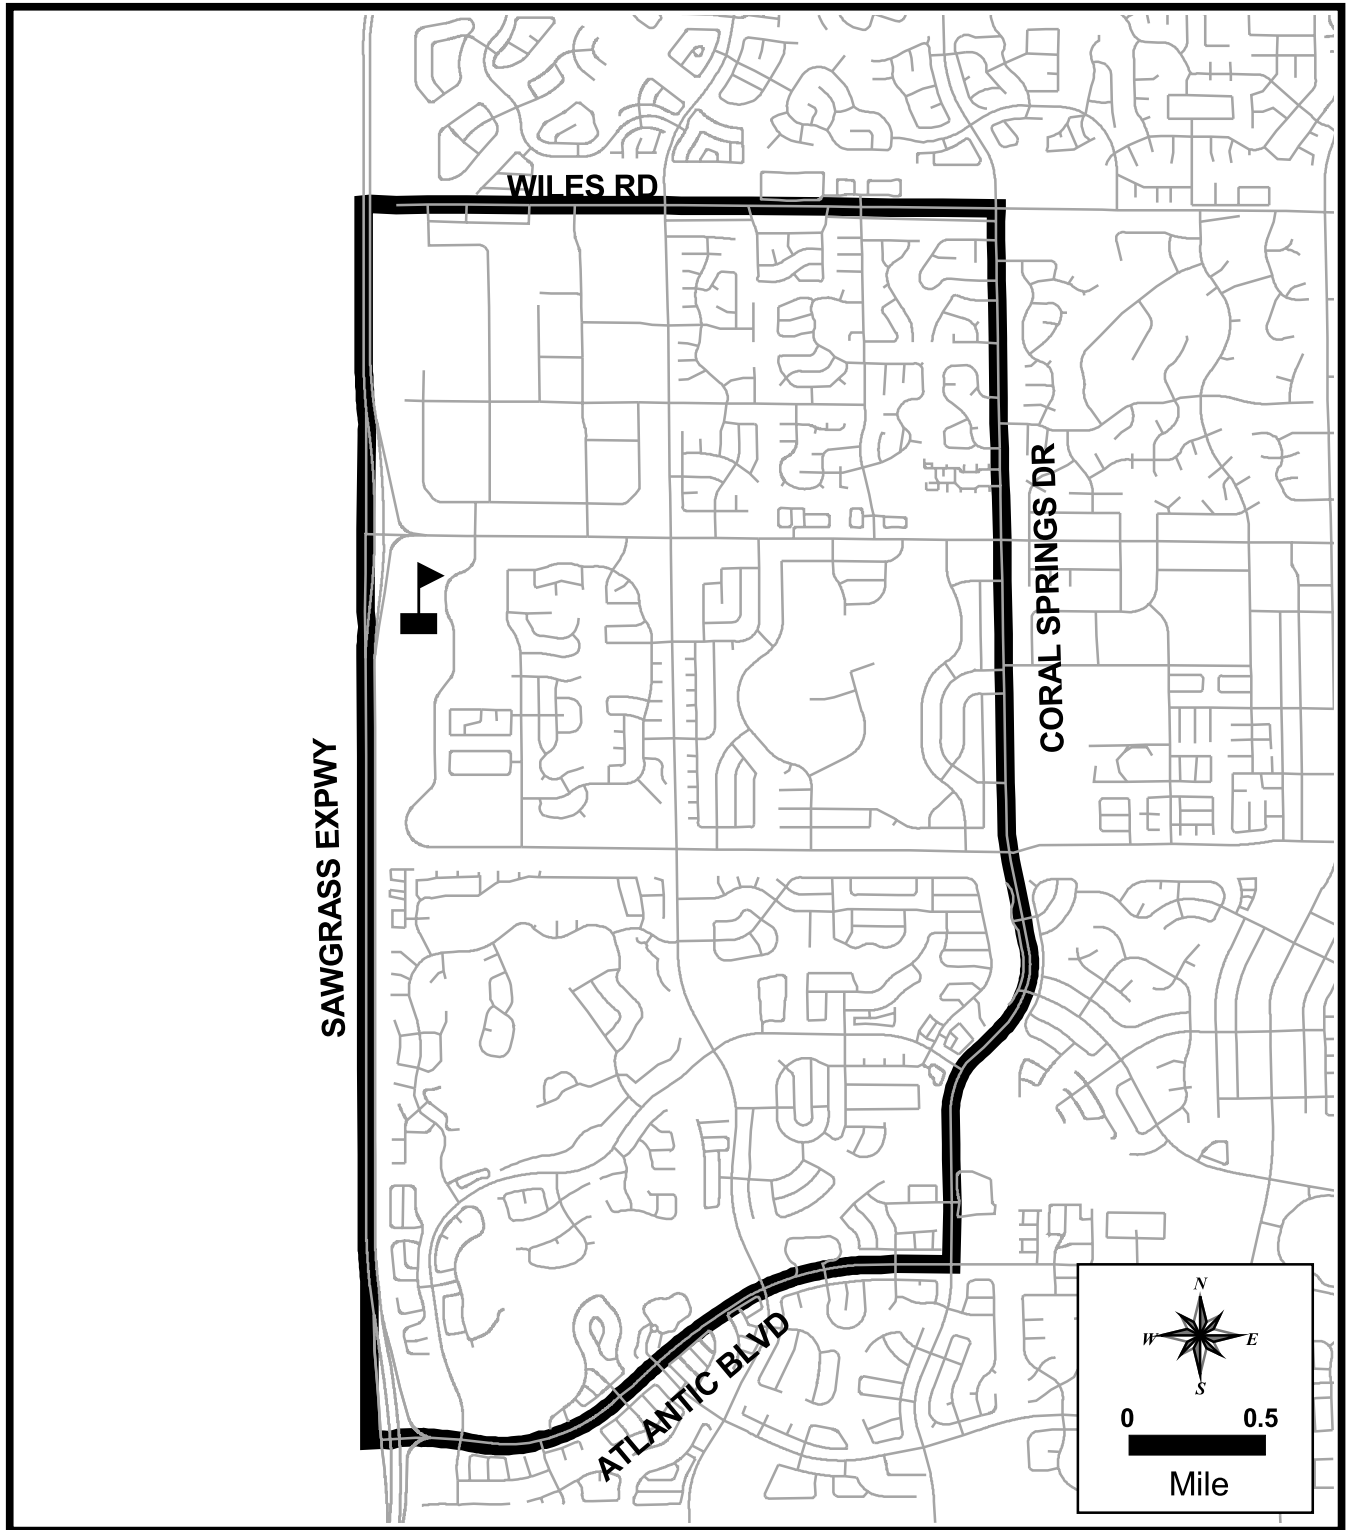 WILES RD
CORAL SPRINGS DR
SAWGRASS EXPWY
ATLANTIC BLVD
N
W E
S
0 0.5
Mile